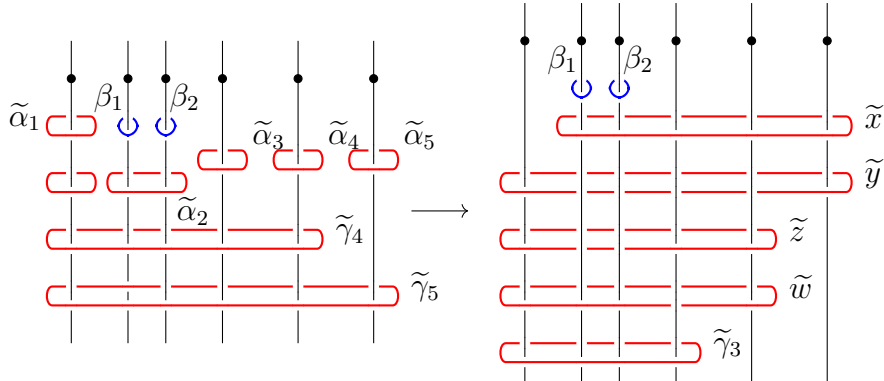 β₁ β₂
α̃₁ α̃₃ α̃₄ α̃₅
α̃₂
γ̃₄
γ̃₅
β₁ β₂
x̃
ỹ
z̃
w̃
γ̃₃